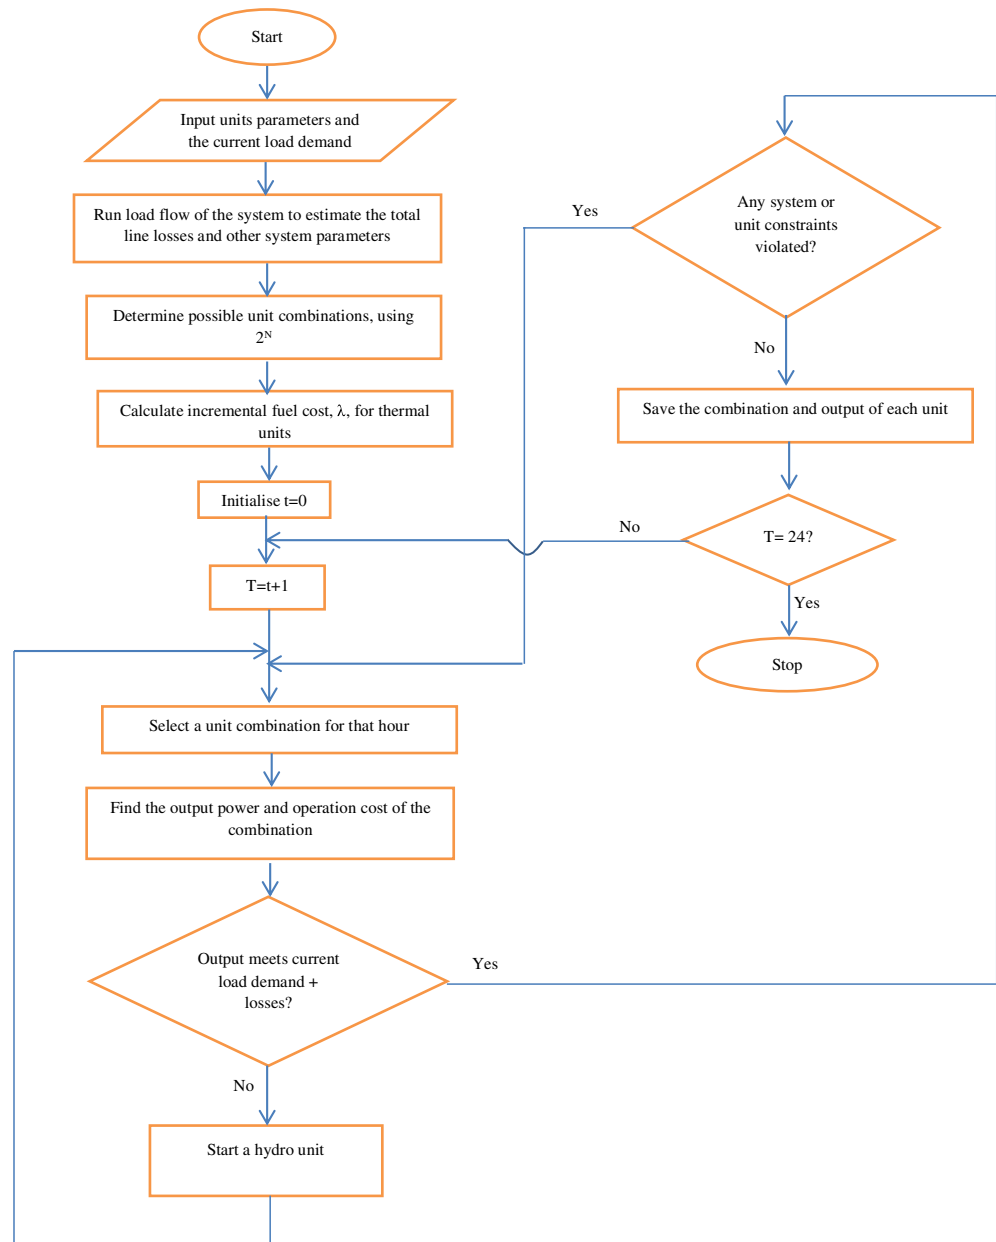 Start
Input units parameters and
the current load demand
Run load flow of the system to estimate the total
line losses and other system parameters
Determine possible unit combinations, using
2ᴺ
Calculate incremental fuel cost, λ, for thermal
units
Initialise t=0
T=t+1
Select a unit combination for that hour
Find the output power and operation cost of the
combination
Output meets current
load demand +
losses?
Yes
No
Start a hydro unit
Any system or
unit constraints
violated?
Yes
No
Save the combination and output of each unit
T= 24?
No
Yes
Stop